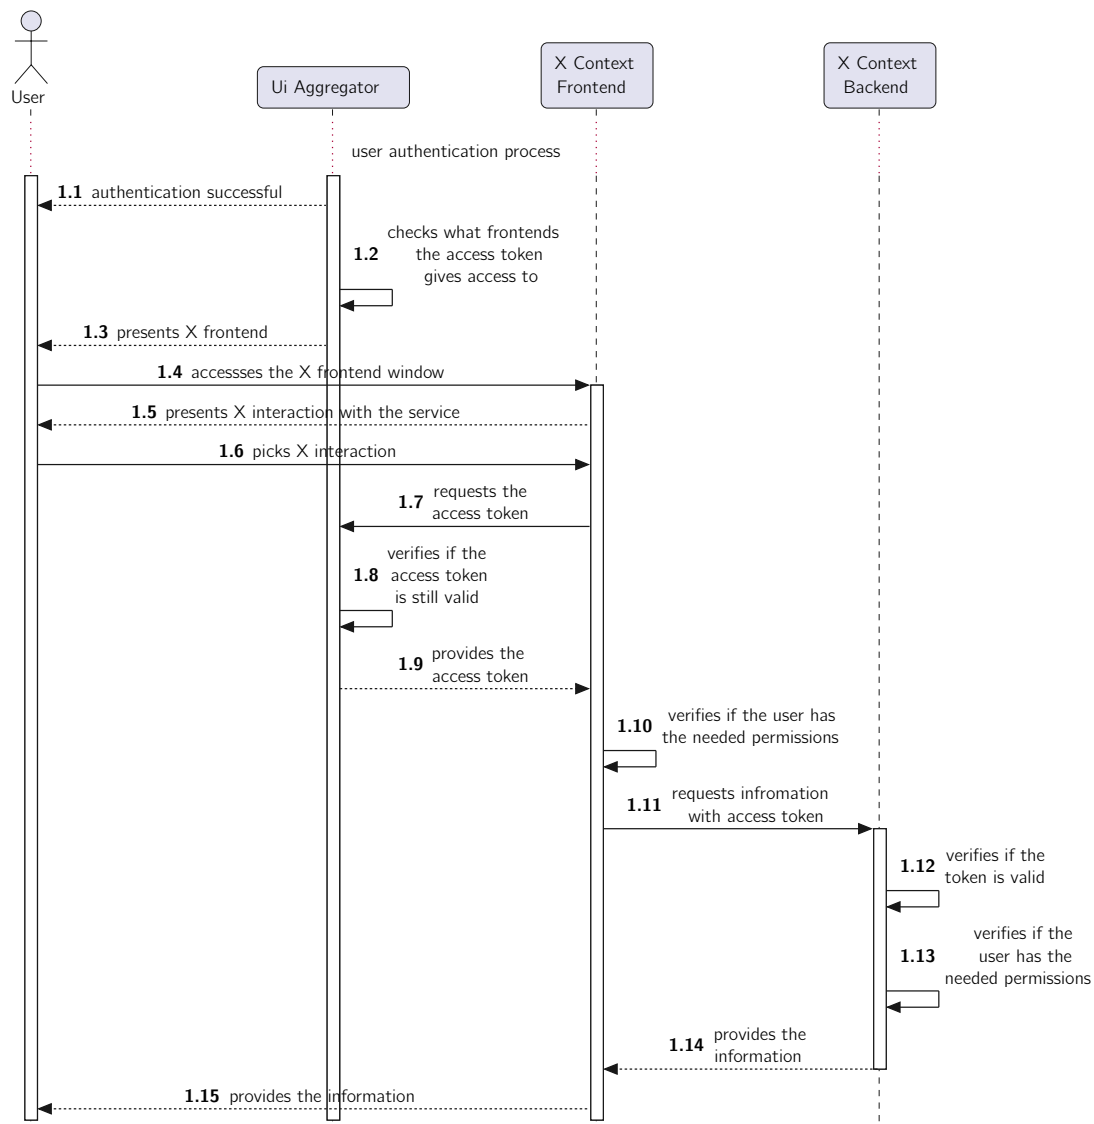 User
Ui Aggregator
X Context
Frontend
X Context
Backend
user authentication process
1.1 authentication successful
checks what frontends
1.2 the access token
gives access to
1.3 presents X frontend
1.4 accessses the X frontend window
1.5 presents X interaction with the service
1.6 picks X interaction
1.7 requests the
access token
verifies if the
1.8 access token
is still valid
1.9 provides the
access token
1.10 verifies if the user has
the needed permissions
1.11 requests infromation
with access token
1.12 verifies if the
token is valid
verifies if the
1.13 user has the
needed permissions
1.14 provides the
information
1.15 provides the information